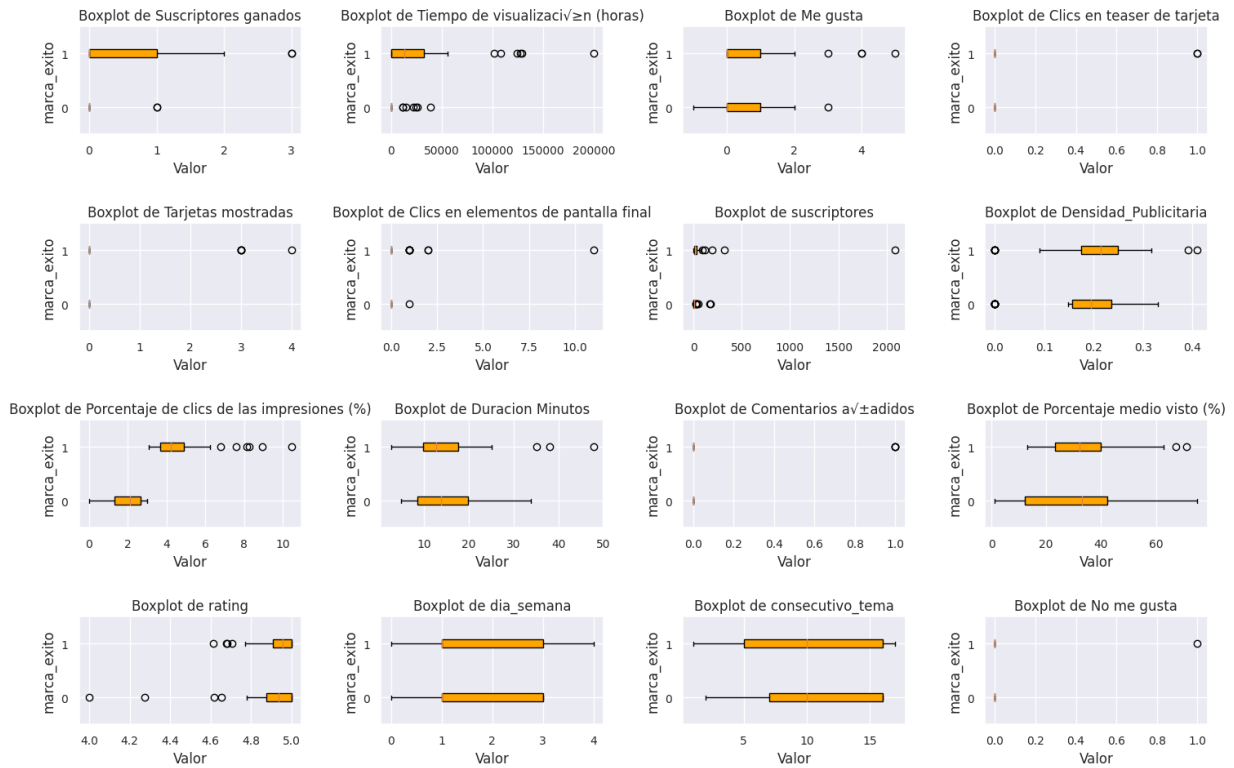 Boxplot de Suscriptores ganados
marca_exito
1
0
0 1 2 3
Valor
Boxplot de Tiempo de visualizaci√≥n (horas)
marca_exito
1
0
0 50000 100000 150000 200000
Valor
Boxplot de Me gusta
marca_exito
1
0
0 2 4
Valor
Boxplot de Clics en teaser de tarjeta
marca_exito
1
0
0.0 0.2 0.4 0.6 0.8 1.0
Valor
Boxplot de Tarjetas mostradas
marca_exito
1
0
0 1 2 3 4
Valor
Boxplot de Clics en elementos de pantalla final
marca_exito
1
0
0.0 2.5 5.0 7.5 10.0
Valor
Boxplot de suscriptores
marca_exito
1
0
0 500 1000 1500 2000
Valor
Boxplot de Densidad_Publicitaria
marca_exito
1
0
0.0 0.1 0.2 0.3 0.4
Valor
Boxplot de Porcentaje de clics de las impresiones (%)
marca_exito
1
0
0 2 4 6 8 10
Valor
Boxplot de Duracion Minutos
marca_exito
1
0
10 20 30 40 50
Valor
Boxplot de Comentarios a√±adidos
marca_exito
1
0
0.0 0.2 0.4 0.6 0.8 1.0
Valor
Boxplot de Porcentaje medio visto (%)
marca_exito
1
0
0 20 40 60
Valor
Boxplot de rating
marca_exito
1
0
4.0 4.2 4.4 4.6 4.8 5.0
Valor
Boxplot de dia_semana
marca_exito
1
0
0 1 2 3 4
Valor
Boxplot de consecutivo_tema
marca_exito
1
0
5 10 15
Valor
Boxplot de No me gusta
marca_exito
1
0
0.0 0.2 0.4 0.6 0.8 1.0
Valor